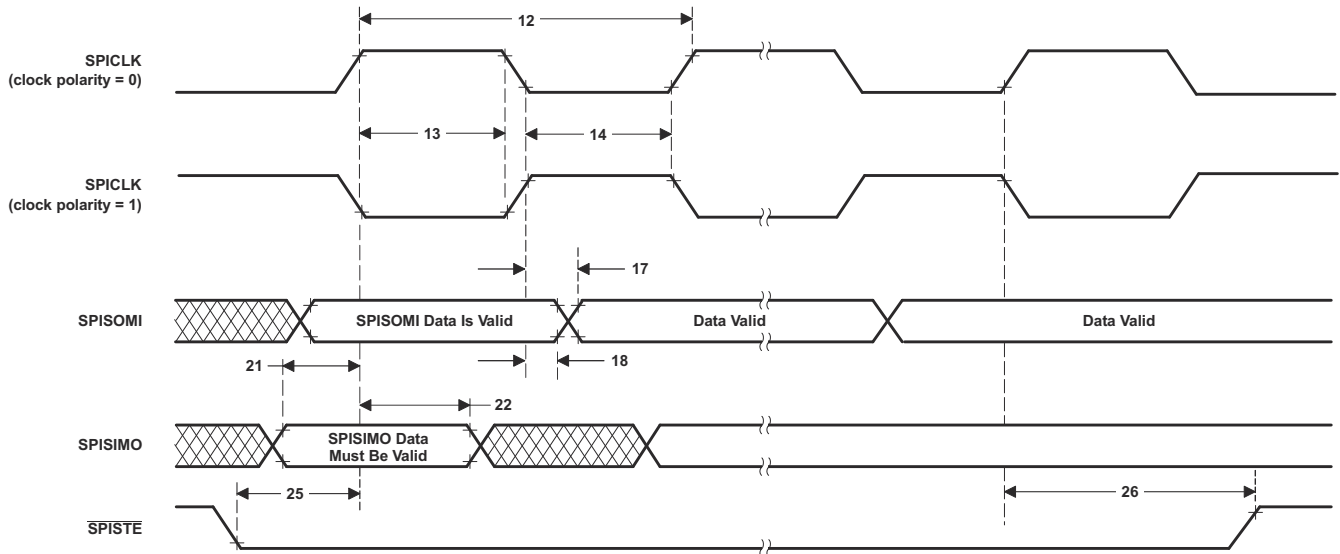 12
SPICLK
(clock polarity = 0)
13
14
SPICLK
(clock polarity = 1)
17
SPISOMI
SPISOMI Data Is Valid
Data Valid
Data Valid
18
21
22
SPISIMO
SPISIMO Data
Must Be Valid
25
26
SPISTE